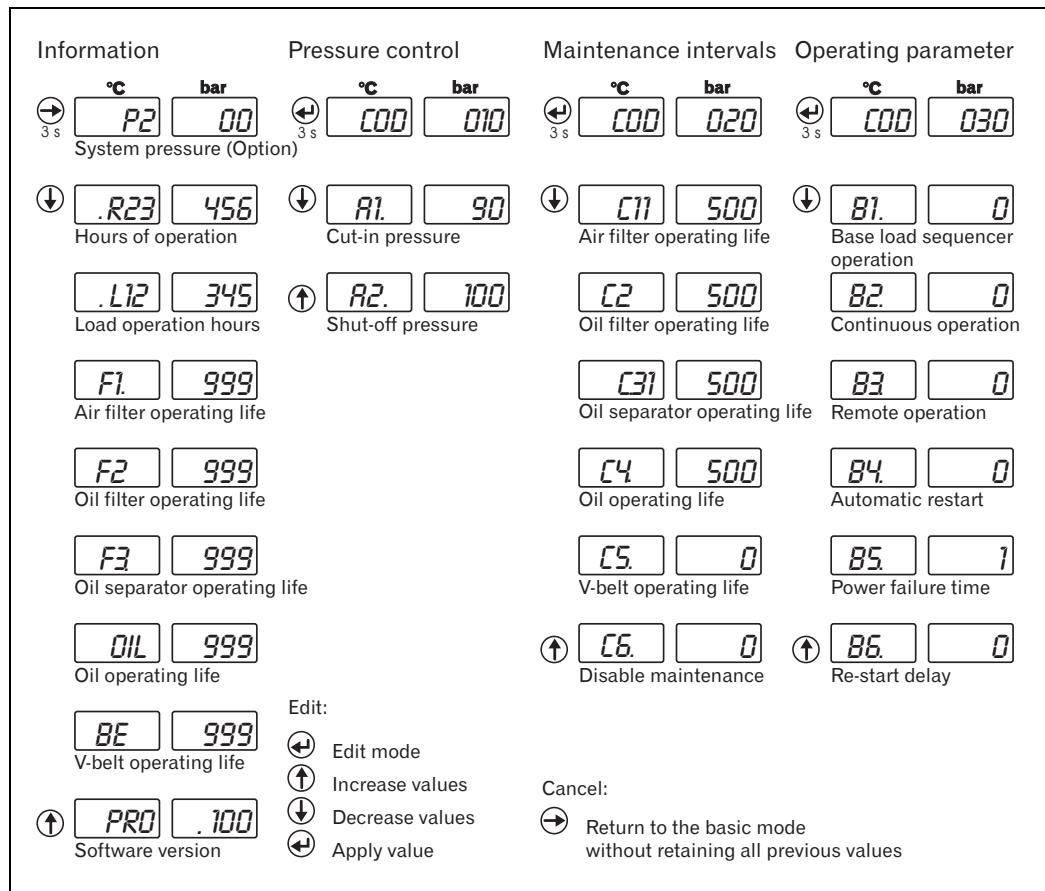 Information
°C bar
3 s
P2 00
System pressure (Option)
.R23 456
Hours of operation
.L12 345
Load operation hours
F1. 999
Air filter operating life
F2 999
Oil filter operating life
F3. 999
Oil separator operating life
OIL 999
Oil operating life
BE 999
V-belt operating life
PRO .100
Software version
Pressure control
°C bar
3 s
COD 010
A1. 90
Cut-in pressure
A2. 100
Shut-off pressure
Edit:
Edit mode
Increase values
Decrease values
Apply value
Maintenance intervals
°C bar
3 s
COD 020
C11 500
Air filter operating life
C2 500
Oil filter operating life
C31 500
Oil separator operating life
C4. 500
Oil operating life
C5. 0
V-belt operating life
C6. 0
Disable maintenance
Cancel:
Return to the basic mode
without retaining all previous values
Operating parameter
°C bar
3 s
COD 030
B1. 0
Base load sequencer
operation
B2. 0
Continuous operation
B3. 0
Remote operation
B4. 0
Automatic restart
B5. 1
Power failure time
B6. 0
Re-start delay